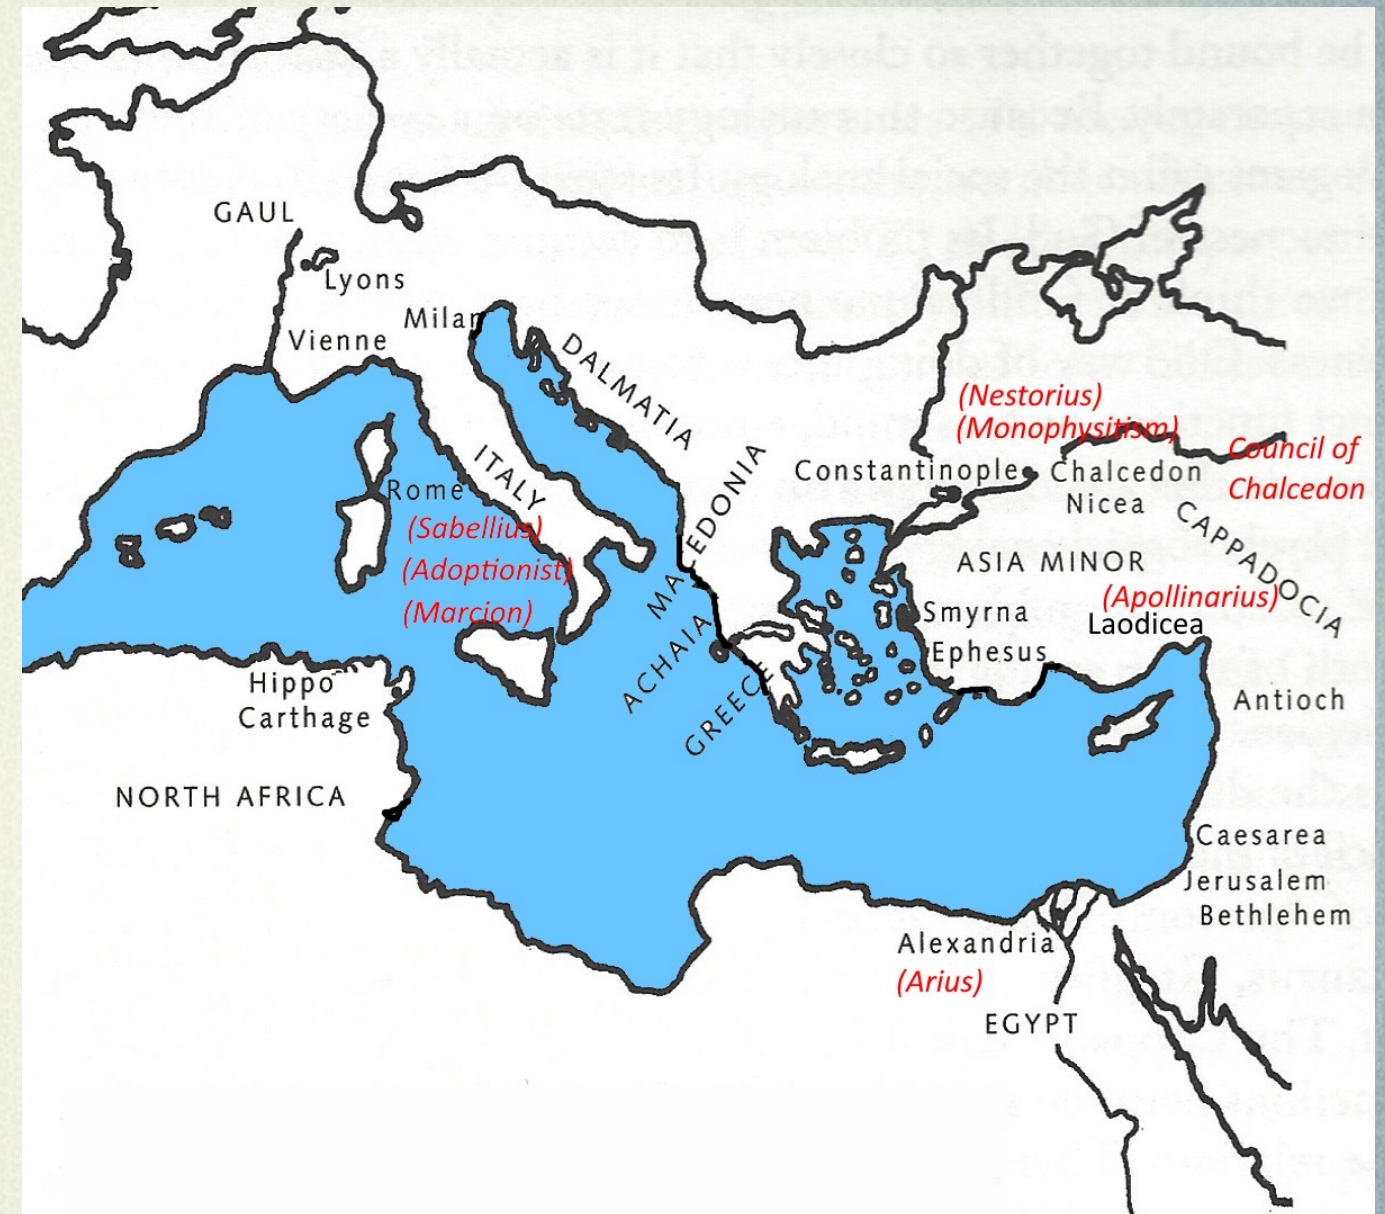 GAUL
Lyons
Milan
Vienne
DALMATIA
(Nestorius)
(Monophysitism)
Council of
Chalcedon
ITALY
MACEDONIA
Constantinople
Chalcedon
Nicea
Rome
(Sabellius)
(Adoptionist)
(Marcion)
CAPPADOCIA
ASIA MINOR
(Apollinarius)
Smyrna
Laodicea
Ephesus
ACHAIA
GREECE
Hippo
Carthage
Antioch
NORTH AFRICA
Caesarea
Jerusalem
Bethlehem
Alexandria
(Arius)
EGYPT